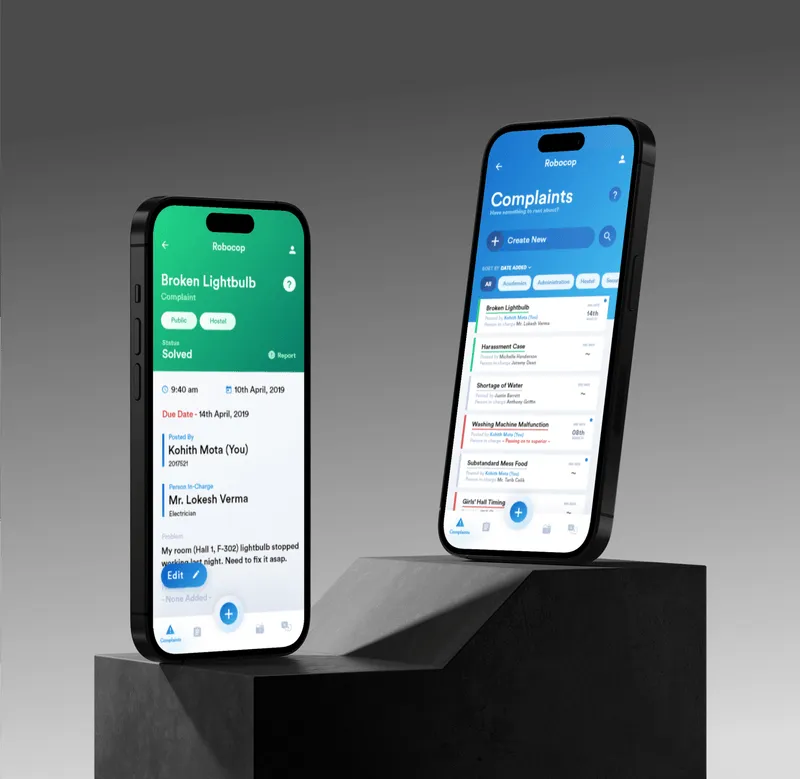 Robocop
Broken Lightbulb
?
Complaint
Public
Hostel
Status
Solved
Report
9:40 am
10th April, 2019
Due Date - 14th April, 2019
Posted By
Kohith Mota (You)
2017521
Person In-Charge
Mr. Lokesh Verma
Electrician
Problem
My room (Hall 1, F-302) lightbulb stopped
working last night. Need to fix it asap.
Edit
- None Added -
+
Complaints
Robocop
Complaints
?
Have something to rant about?
+ Create New
SORT BY DATE ADDED
All
Academics
Administration
Hostel
Broken Lightbulb
Posted by Kohith Mota (You)
Person in-charge Mr. Lokesh Verma
14th
Harassment Case
Posted by Michelle Henderson
Person in-charge Jeremy Dent
Shortage of Water
Posted by Justin Barrett
Person in-charge Anthony Griffin
Washing Machine Malfunction
Posted by Kohith Mota (You)
Person in-charge - Passing on to superior -
08th
Substandard Mess Food
Posted by Kohith Mota (You)
Person in-charge Mr. Tarik Calik
Girls' Hall Timing
+
Complaints